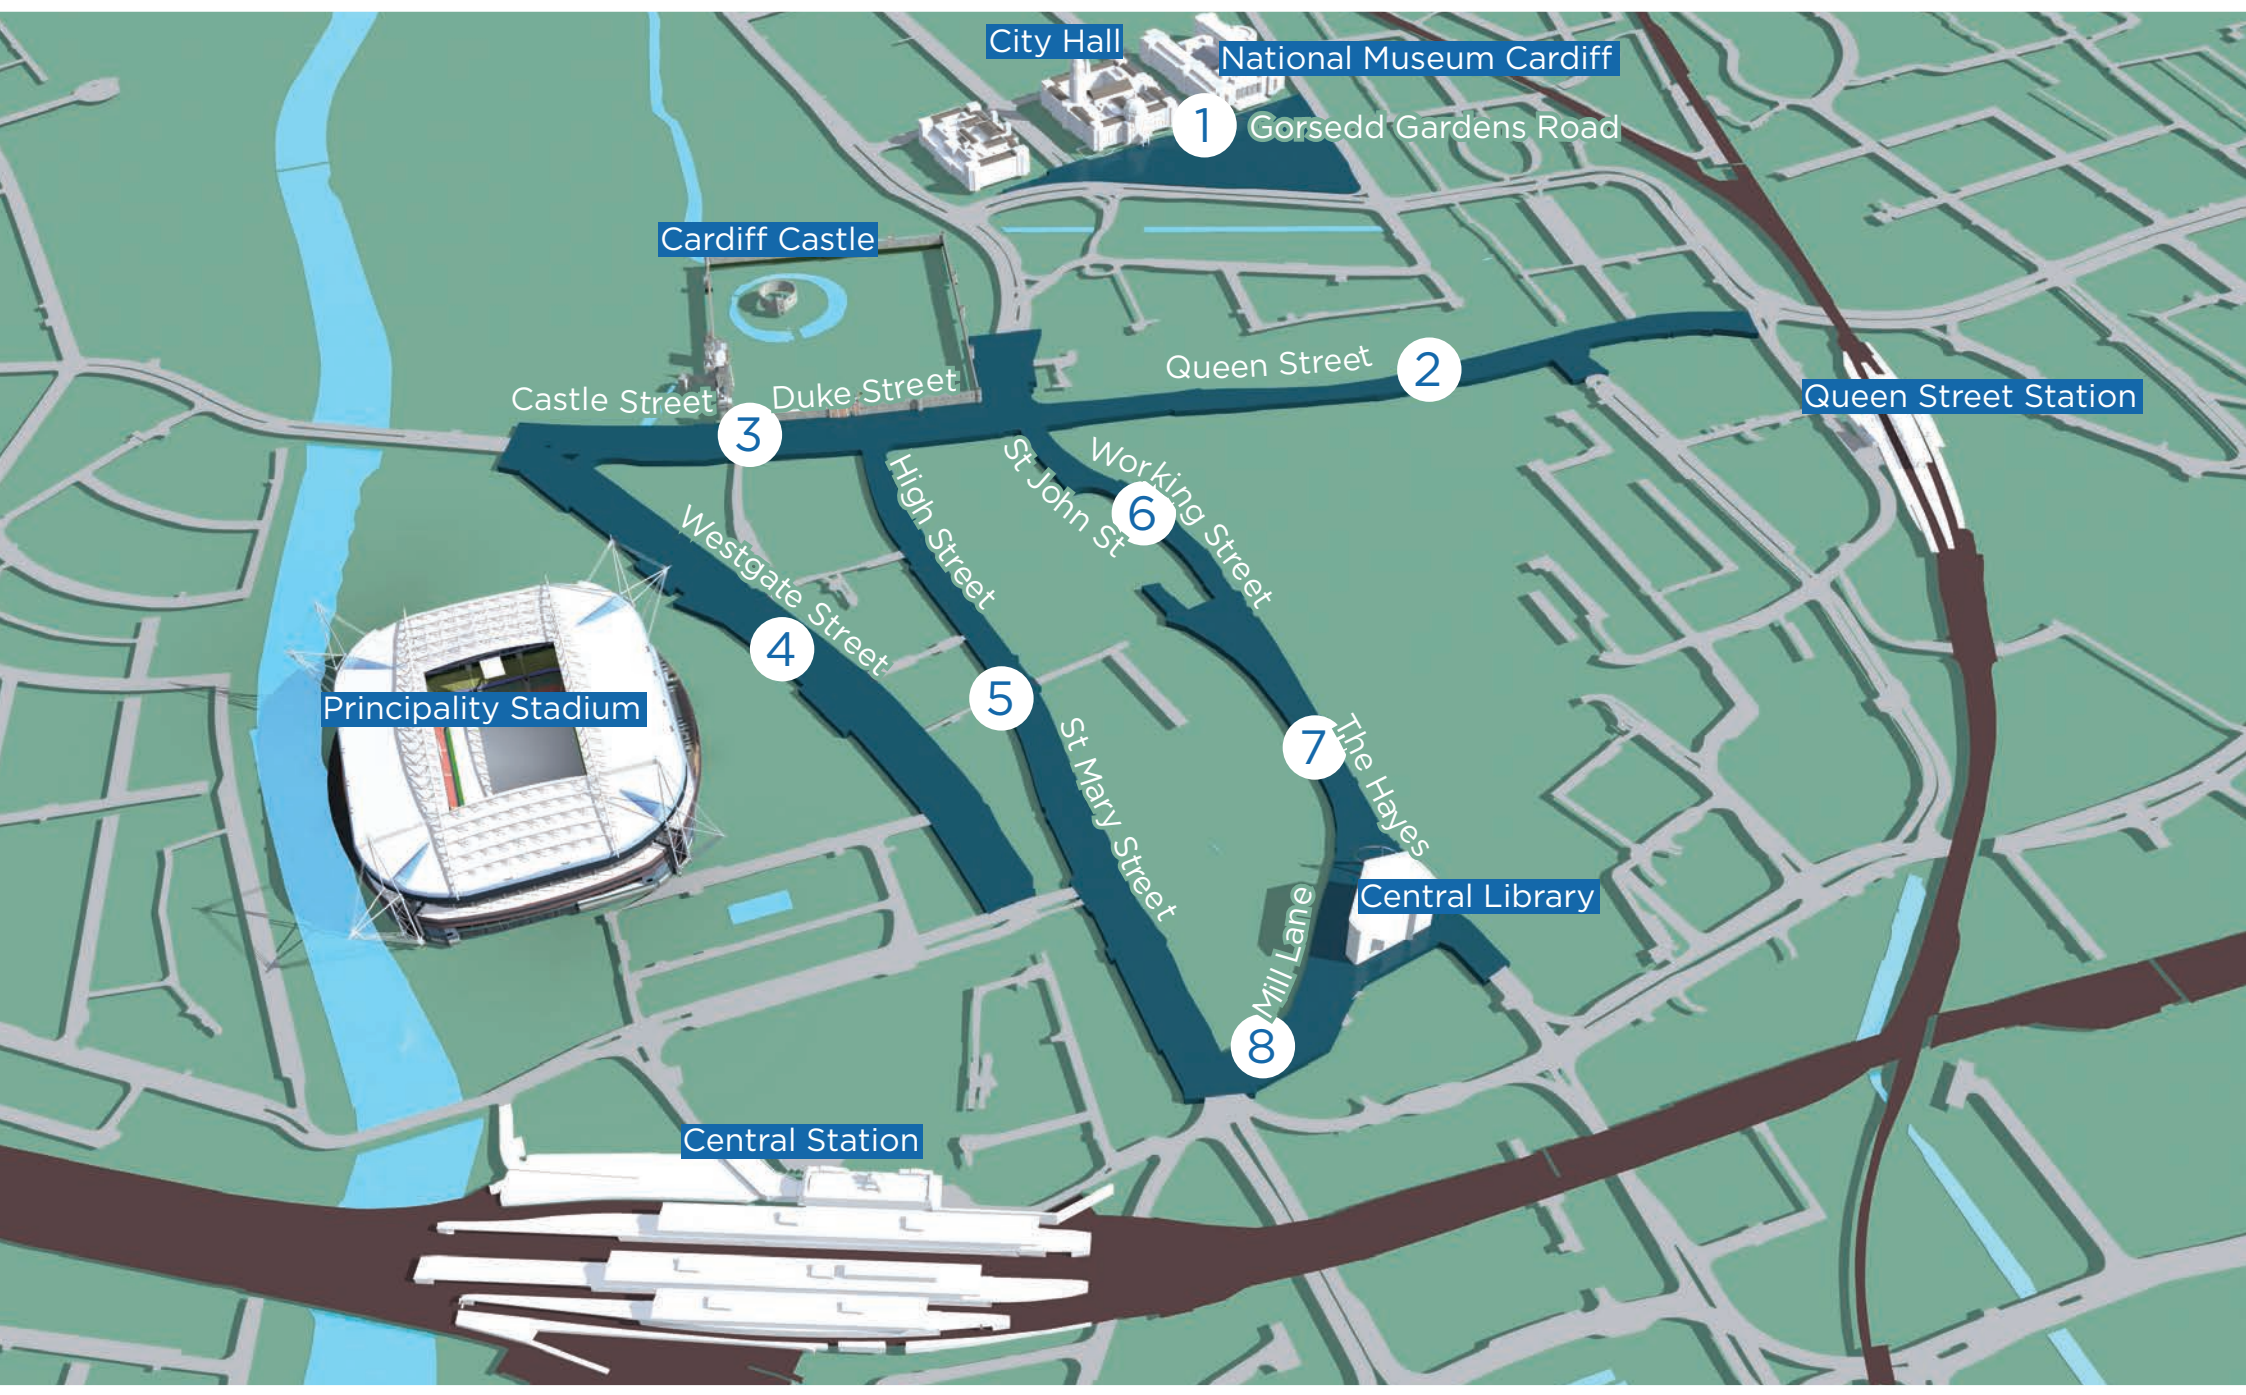 City Hall
National Museum Cardiff
1
Gorsedd Gardens Road
Cardiff Castle
Queen Street
2
Castle Street
Duke Street
3
Queen Street Station
St John St
Working Street
6
High Street
Westgate Street
4
Principality Stadium
5
St Mary Street
7
The Hayes
Central Library
Mill Lane
8
Central Station